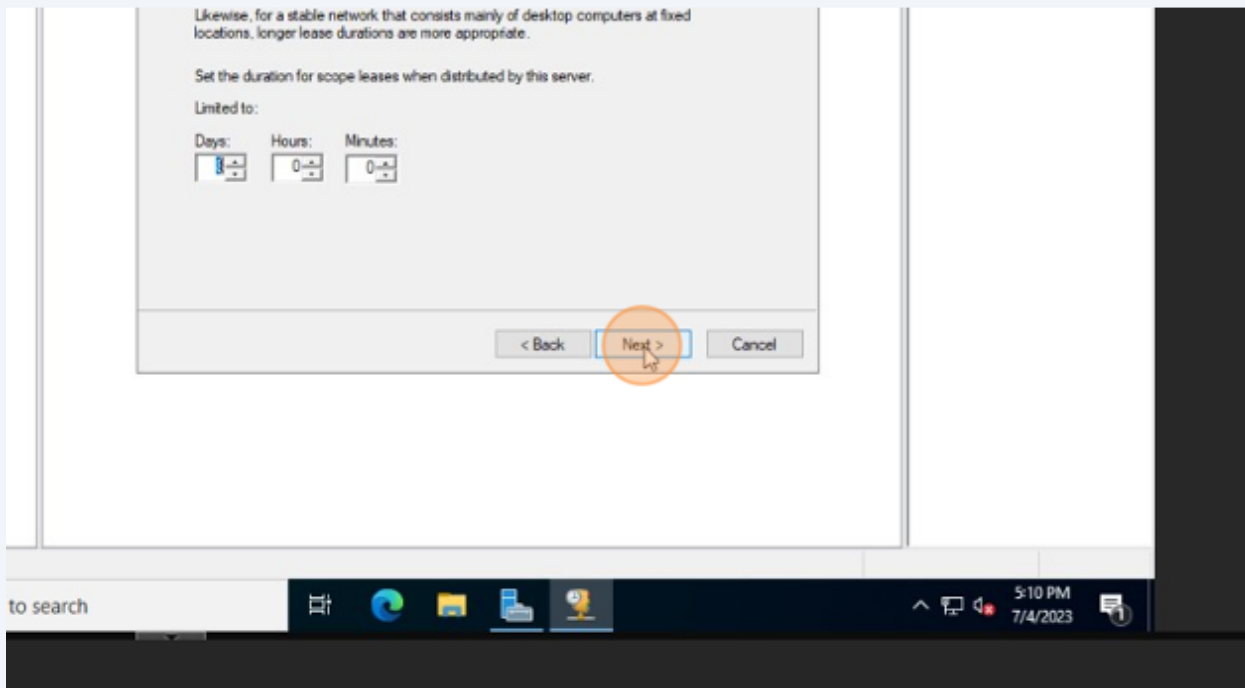 Likewise, for a stable network that consists mainly of desktop computers at fixed
locations, longer lease durations are more appropriate.
Set the duration for scope leases when distributed by this server.
Limited to:
Days: Hours: Minutes:
0 0
< Back Next > Cancel
to search
5:10 PM
7/4/2023
1